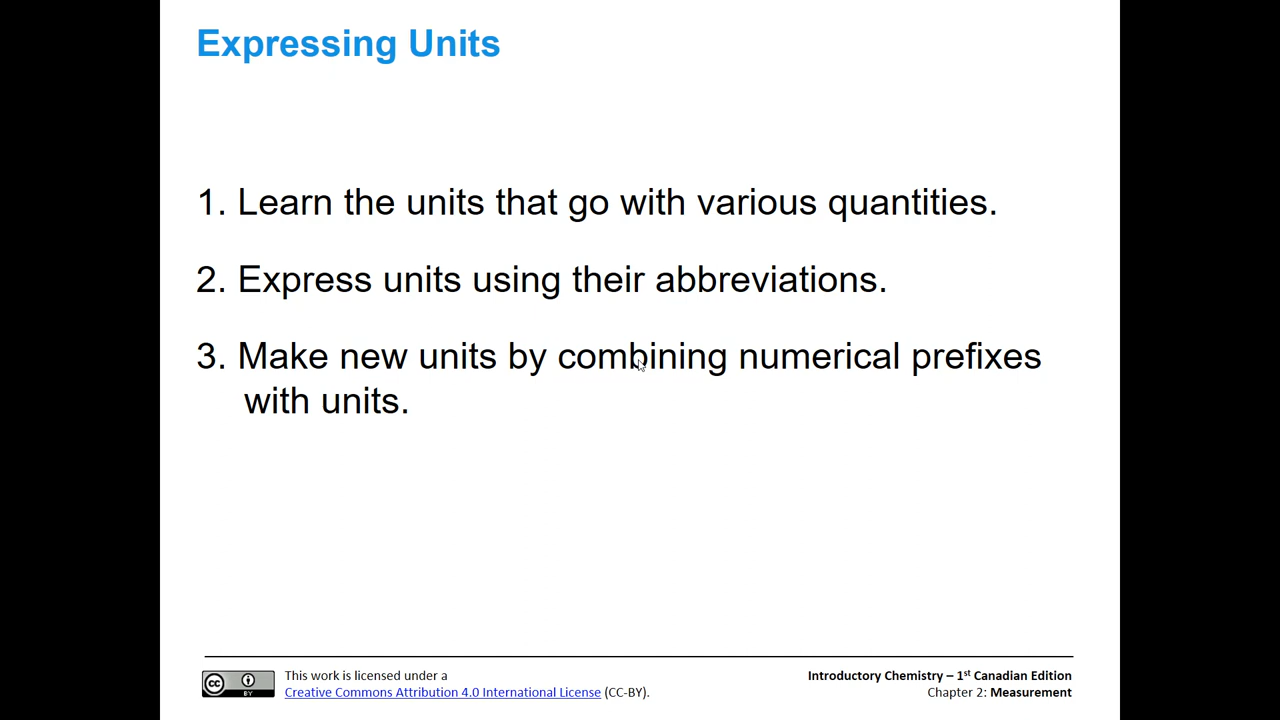 Expressing Units
1. Learn the units that go with various quantities.
2. Express units using their abbreviations.
3. Make new units by combining numerical prefixes
with units.
This work is licensed under a
Creative Commons Attribution 4.0 International License (CC-BY).
Introductory Chemistry – 1st Canadian Edition
Chapter 2: Measurement
CC
BY